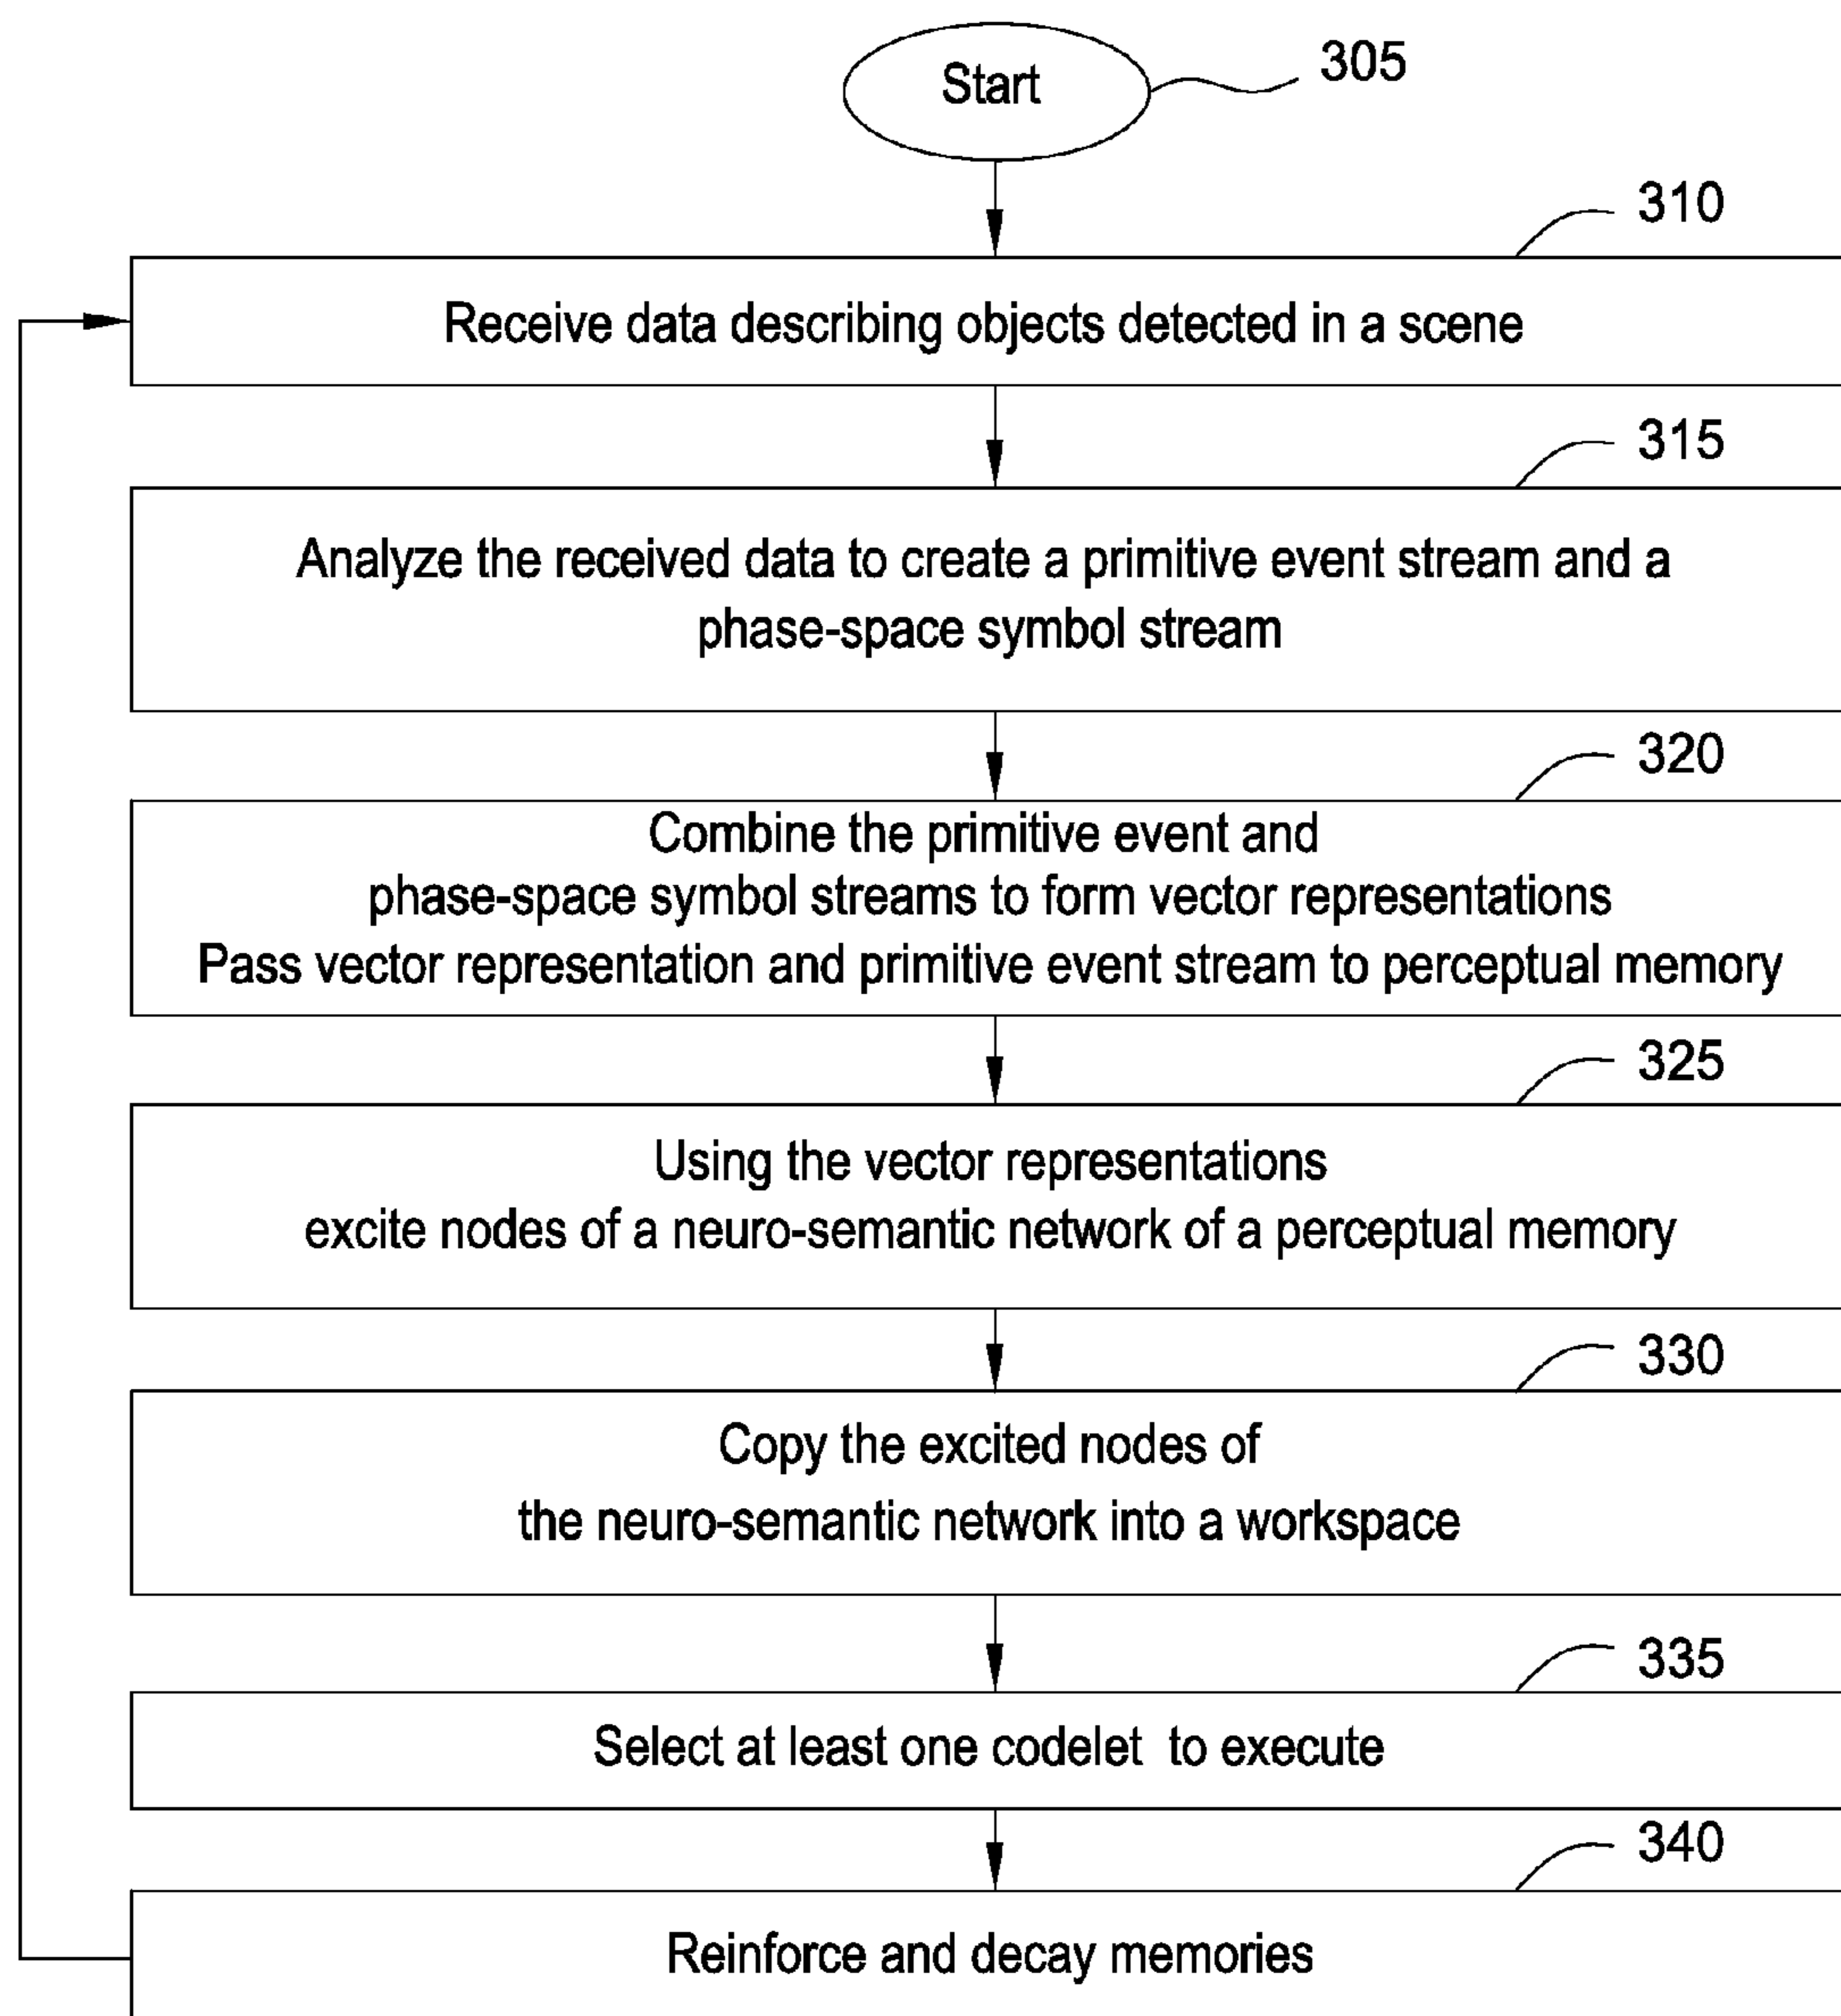 Start
305
310
Receive data describing objects detected in a scene
315
Analyze the received data to create a primitive event stream and a
phase-space symbol stream
320
Combine the primitive event and
phase-space symbol streams to form vector representations
Pass vector representation and primitive event stream to perceptual memory
325
Using the vector representations
excite nodes of a neuro-semantic network of a perceptual memory
330
Copy the excited nodes of
the neuro-semantic network into a workspace
335
Select at least one codelet to execute
340
Reinforce and decay memories